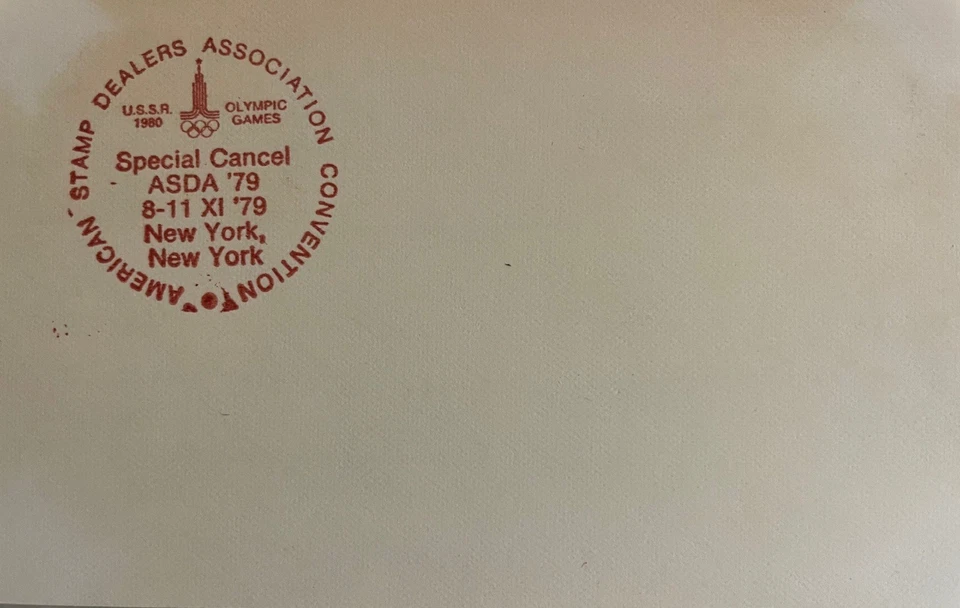 AMERICAN STAMP DEALERS ASSOCIATION CONVENTION
U.S.S.R. 1980
OLYMPIC GAMES
Special Cancel
ASDA '79
8-11 XI '79
New York,
New York